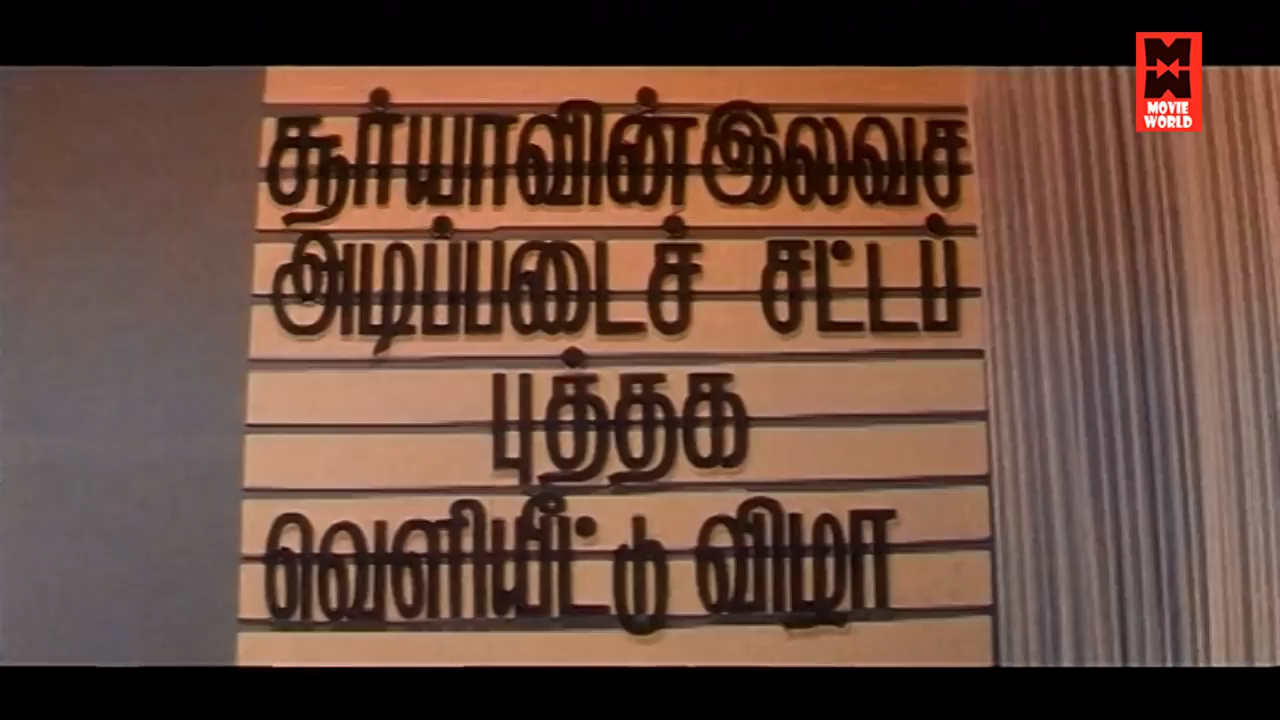 சூர்யாவின் இலவச
அடிப்படைச் சட்டப்
புத்தக
வெளியீட்டு விழா
MOVIE
WORLD